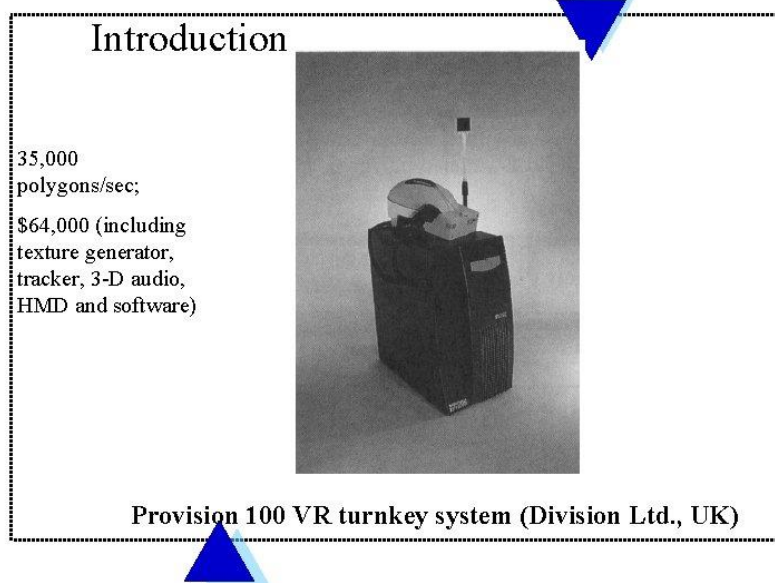 Introduction
35,000
polygons/sec;
$64,000 (including
texture generator,
tracker, 3-D audio,
HMD and software)
Provision 100 VR turnkey system (Division Ltd., UK)